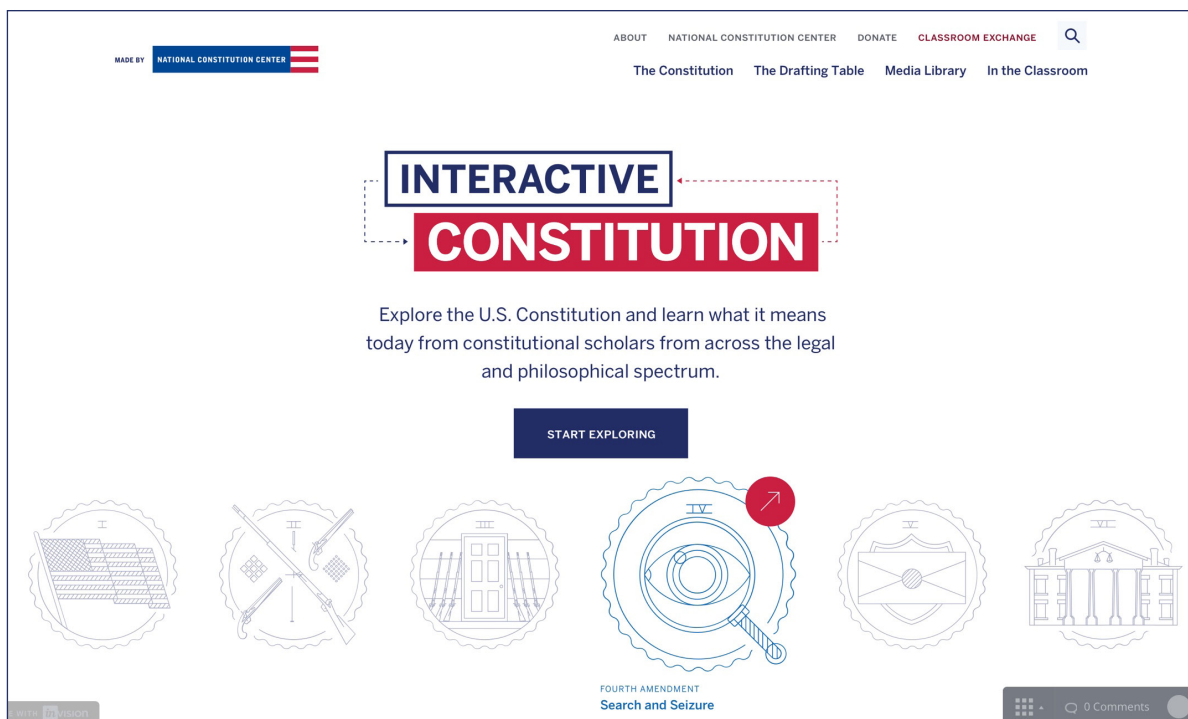 ABOUT NATIONAL CONSTITUTION CENTER DONATE CLASSROOM EXCHANGE
MADE BY NATIONAL CONSTITUTION CENTER
The Constitution The Drafting Table Media Library In the Classroom
INTERACTIVE
CONSTITUTION
Explore the U.S. Constitution and learn what it means
today from constitutional scholars from across the legal
and philosophical spectrum.
START EXPLORING
I II III IV V VI
FOURTH AMENDMENT
Search and Seizure
WITH invision
0 Comments